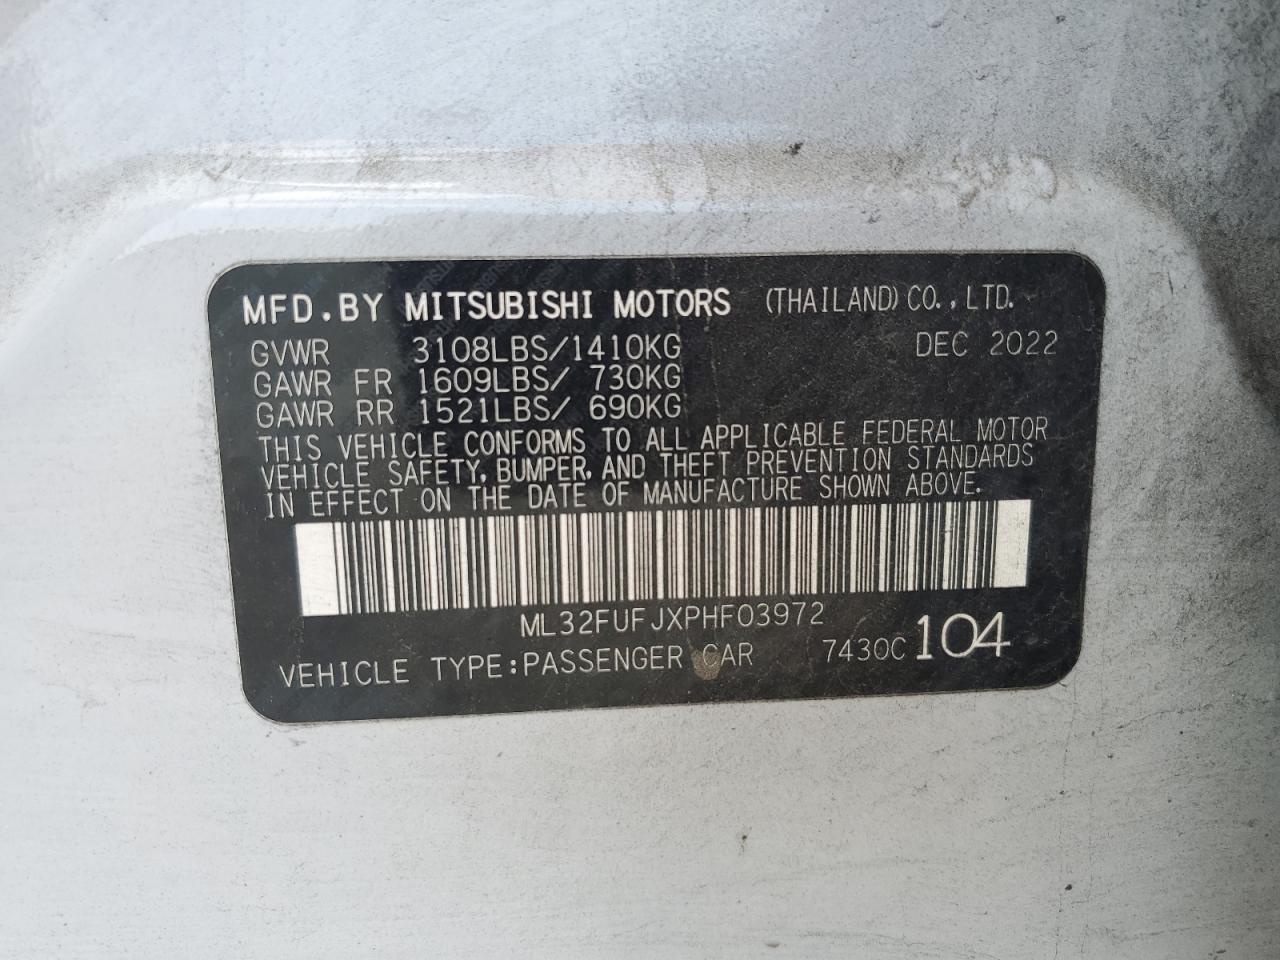 MFD.BY MITSUBISHI MOTORS (THAILAND) CO.,LTD.
GVWR 3108LBS/1410KG DEC 2022
GAWR FR 1609LBS/ 730KG
GAWR RR 1521LBS/ 690KG
THIS VEHICLE CONFORMS TO ALL APPLICABLE FEDERAL MOTOR
VEHICLE SAFETY, BUMPER, AND THEFT PREVENTION STANDARDS
IN EFFECT ON THE DATE OF MANUFACTURE SHOWN ABOVE.
ML32FUFJXPHF03972
VEHICLE TYPE:PASSENGER CAR 7430C 104